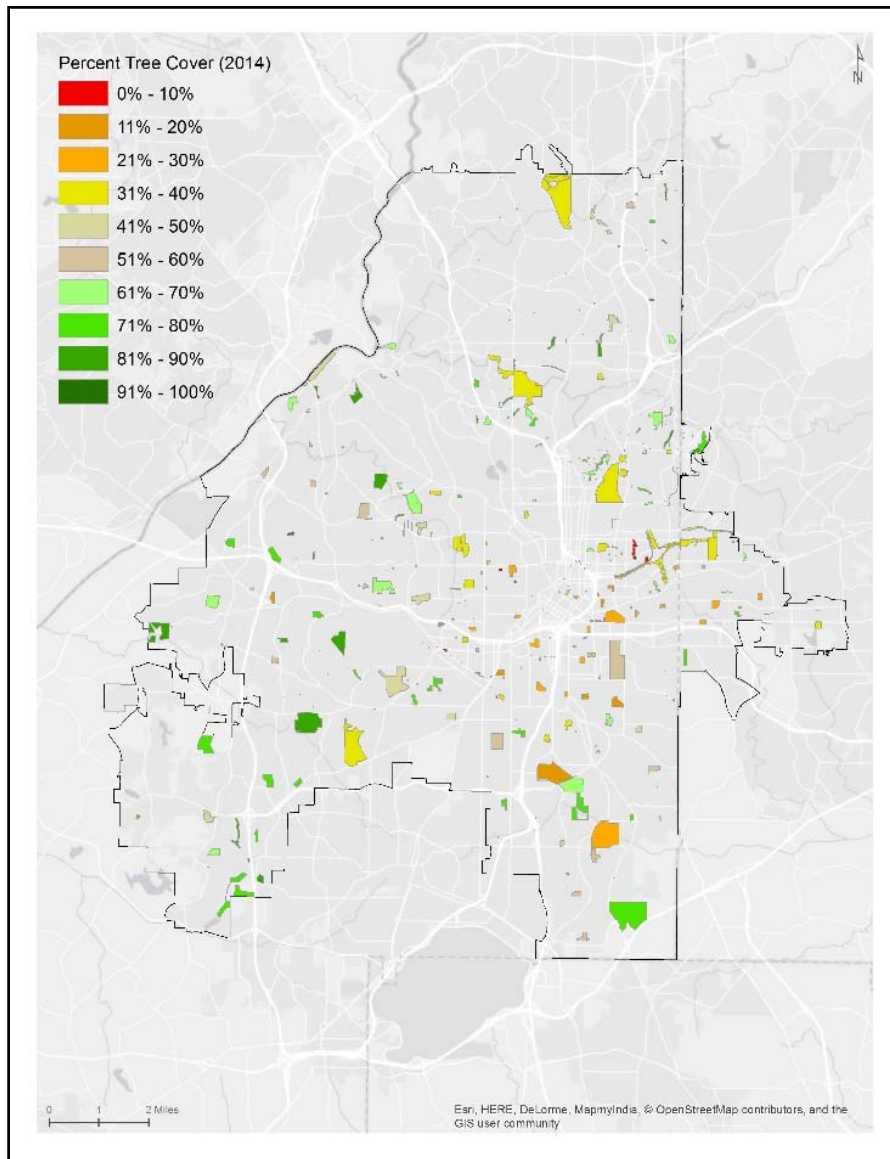 Percent Tree Cover (2014)
0% - 10%
11% - 20%
21% - 30%
31% - 40%
41% - 50%
51% - 60%
61% - 70%
71% - 80%
81% - 90%
91% - 100%
N
0 1 2 Miles
Esri, HERE, DeLorme, MapmyIndia, © OpenStreetMap contributors, and the
GIS user community